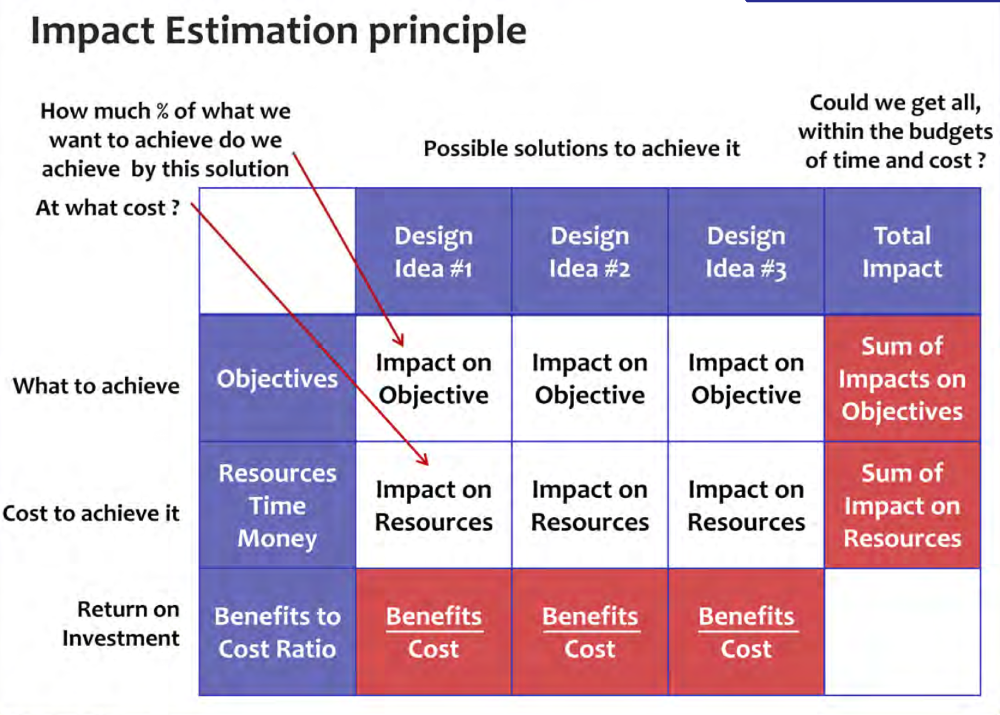 Impact Estimation principle
How much % of what we
want to achieve do we
achieve by this solution
At what cost ?
Possible solutions to achieve it
Could we get all,
within the budgets
of time and cost ?
Design
Idea #1
Design
Idea #2
Design
Idea #3
Total
Impact
What to achieve
Objectives
Impact on
Objective
Impact on
Objective
Impact on
Objective
Sum of
Impacts on
Objectives
Cost to achieve it
Resources
Time
Money
Impact on
Resources
Impact on
Resources
Impact on
Resources
Sum of
Impact on
Resources
Return on
Investment
Benefits to
Cost Ratio
Benefits
Cost
Benefits
Cost
Benefits
Cost